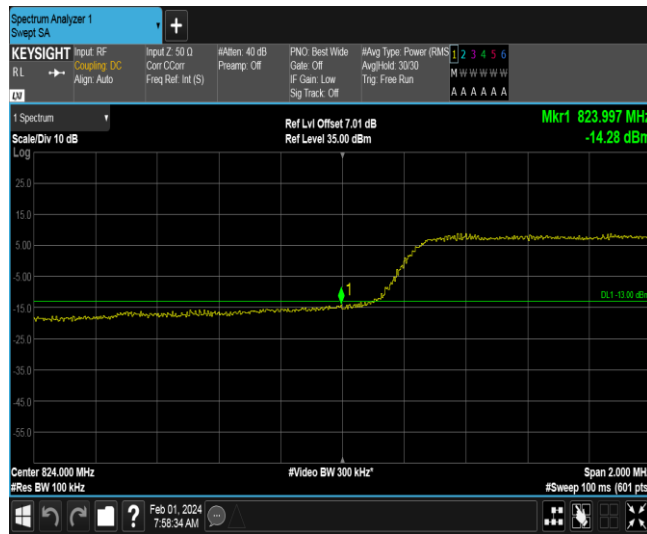 Spectrum Analyzer 1
Swept SA
+
KEYSIGHT
RL
LXI
Input: RF
Coupling: DC
Align: Auto
Input Z: 50 Ω
Corr CCorr
Freq Ref: Int (S)
#Atten: 40 dB
Preamp: Off
PNO: Best Wide
Gate: Off
IF Gain: Low
Sig Track: Off
#Avg Type: Power (RMS
Avg|Hold: 30/30
Trig: Free Run
1 2 3 4 5 6
M W W W W W
A A A A A A
1 Spectrum
Scale/Div 10 dB
Log
Ref Lvl Offset 7.01 dB
Ref Level 35.00 dBm
Mkr1 823.997 MHz
-14.28 dBm
25.0
15.0
5.00
-5.00
-15.0
-25.0
-35.0
-45.0
-55.0
1
DL1 -13.00 dBm
Center 824.000 MHz
#Res BW 100 kHz
#Video BW 300 kHz*
Span 2.000 MHz
#Sweep 100 ms (601 pts
?
Feb 01, 2024
7:58:34 AM